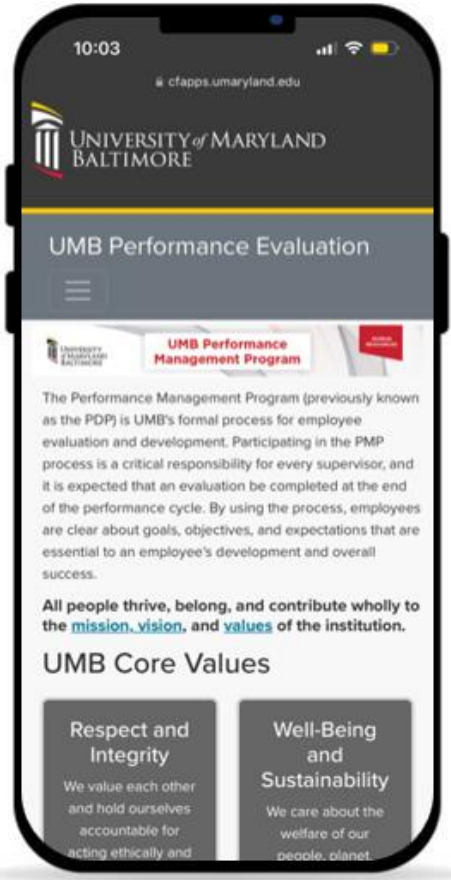 10:03
cfapps.umaryland.edu
UNIVERSITY of MARYLAND
BALTIMORE
UMB Performance Evaluation
UNIVERSITY of MARYLAND
BALTIMORE
UMB Performance
Management Program
HUMAN
RESOURCES
The Performance Management Program (previously known
as the PDP) is UMB's formal process for employee
evaluation and development. Participating in the PMP
process is a critical responsibility for every supervisor, and
it is expected that an evaluation be completed at the end
of the performance cycle. By using the process, employees
are clear about goals, objectives, and expectations that are
essential to an employee's development and overall
success.
All people thrive, belong, and contribute wholly to
the mission, vision, and values of the institution.
UMB Core Values
Respect and
Integrity
We value each other
and hold ourselves
accountable for
acting ethically and
Well-Being
and
Sustainability
We care about the
welfare of our
people, planet,